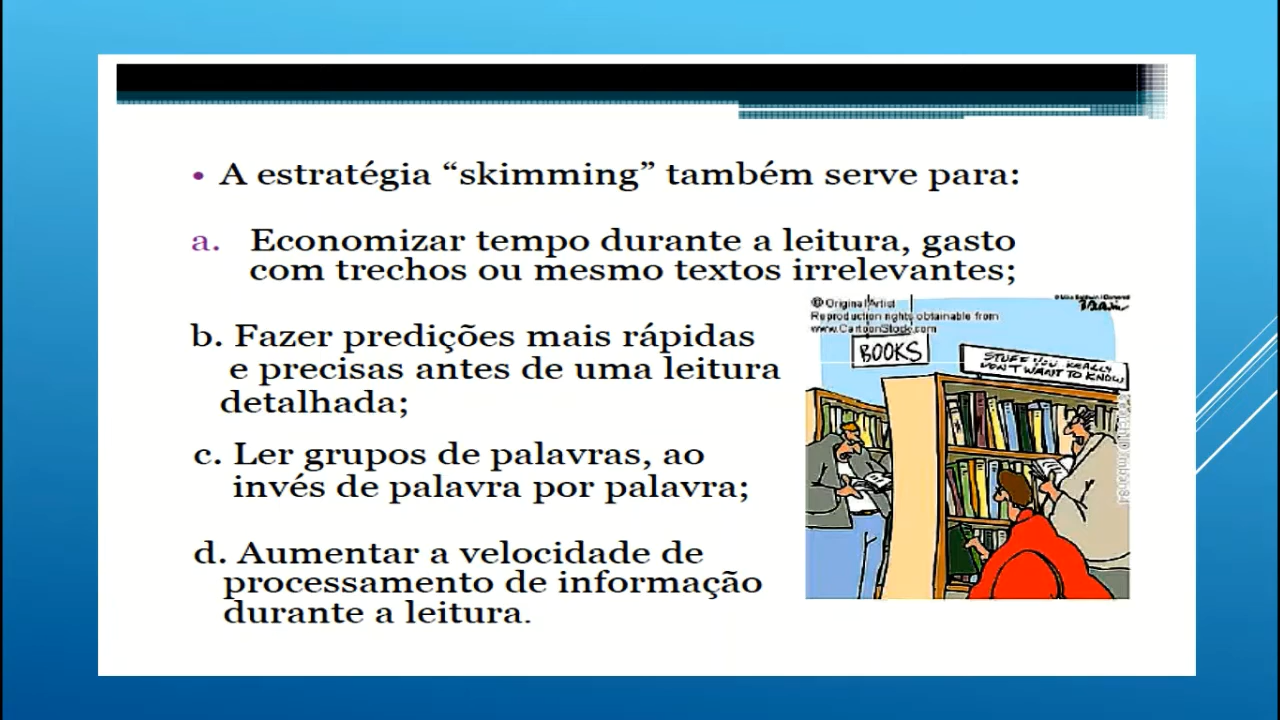 • A estratégia “skimming” também serve para:
a. Economizar tempo durante a leitura, gasto
com trechos ou mesmo textos irrelevantes;
b. Fazer predições mais rápidas
e precisas antes de uma leitura
detalhada;
c. Ler grupos de palavras, ao
invés de palavra por palavra;
d. Aumentar a velocidade de
processamento de informação
durante a leitura.
© Original Artist
Reproduction rights obtainable from
www.CartoonStock.com
BOOKS
STUFF YOU REALLY
DON'T WANT TO KNOW